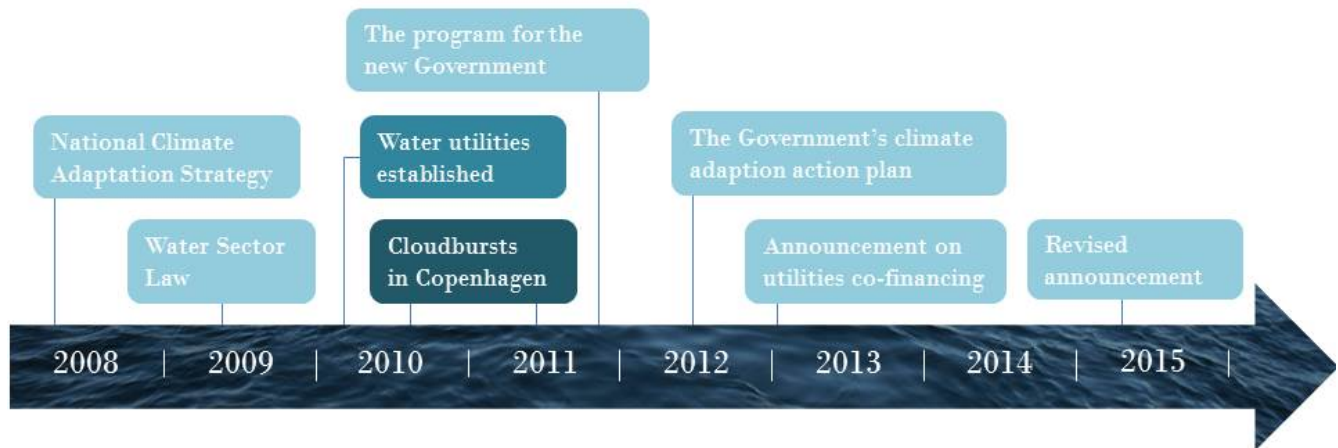 The program for the
new Government
National Climate
Adaptation Strategy
Water utilities
established
The Government's climate
adaption action plan
Water Sector
Law
Cloudbursts
in Copenhagen
Announcement on
utilities co-financing
Revised
announcement
2008 | 2009 | 2010 | 2011 | 2012 | 2013 | 2014 | 2015 |